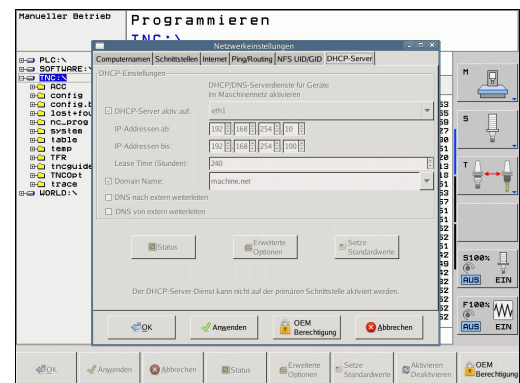 Manueller Betrieb
Programmieren
TNC:\
Netzwerkeinstellungen
Computernamen Schnittstellen Internet Ping/Routing NFS UID/GID DHCP-Server
PLC:\
SOFTWARE:\
TNC:\
ACC
config
config.b
lost+fou
nc_prog
system
table
temp
TFR
tncguide
TNCOpt
trace
WORLD:\
DHCP-Einstellungen
DHCP/DNS-Serverdienste für Geräte
im Maschinennetz aktivieren
DHCP-Server aktiv auf: eth1
IP-Addressen ab: 192 168 254 10
IP-Addressen bis: 192 168 254 100
Lease Time (Stunden): 240
Domain Name: machine.net
DNS nach extern weiterleiten
DNS von extern weiterleiten
Status
Erweiterte
Optionen
Setze
Standardwerte
Der DHCP-Server-Dienst kann nicht auf der primären Schnittstelle aktiviert werden.
OK
Anwenden
OEM
Berechtigung
Abbrechen
M
S
T
S100%
AUS EIN
F100%
AUS EIN
OK
Anwenden
Abbrechen
Status
Erweiterte
Optionen
Setze
Standardwerte
Aktivieren
Deaktivieren
OEM
Berechtigung